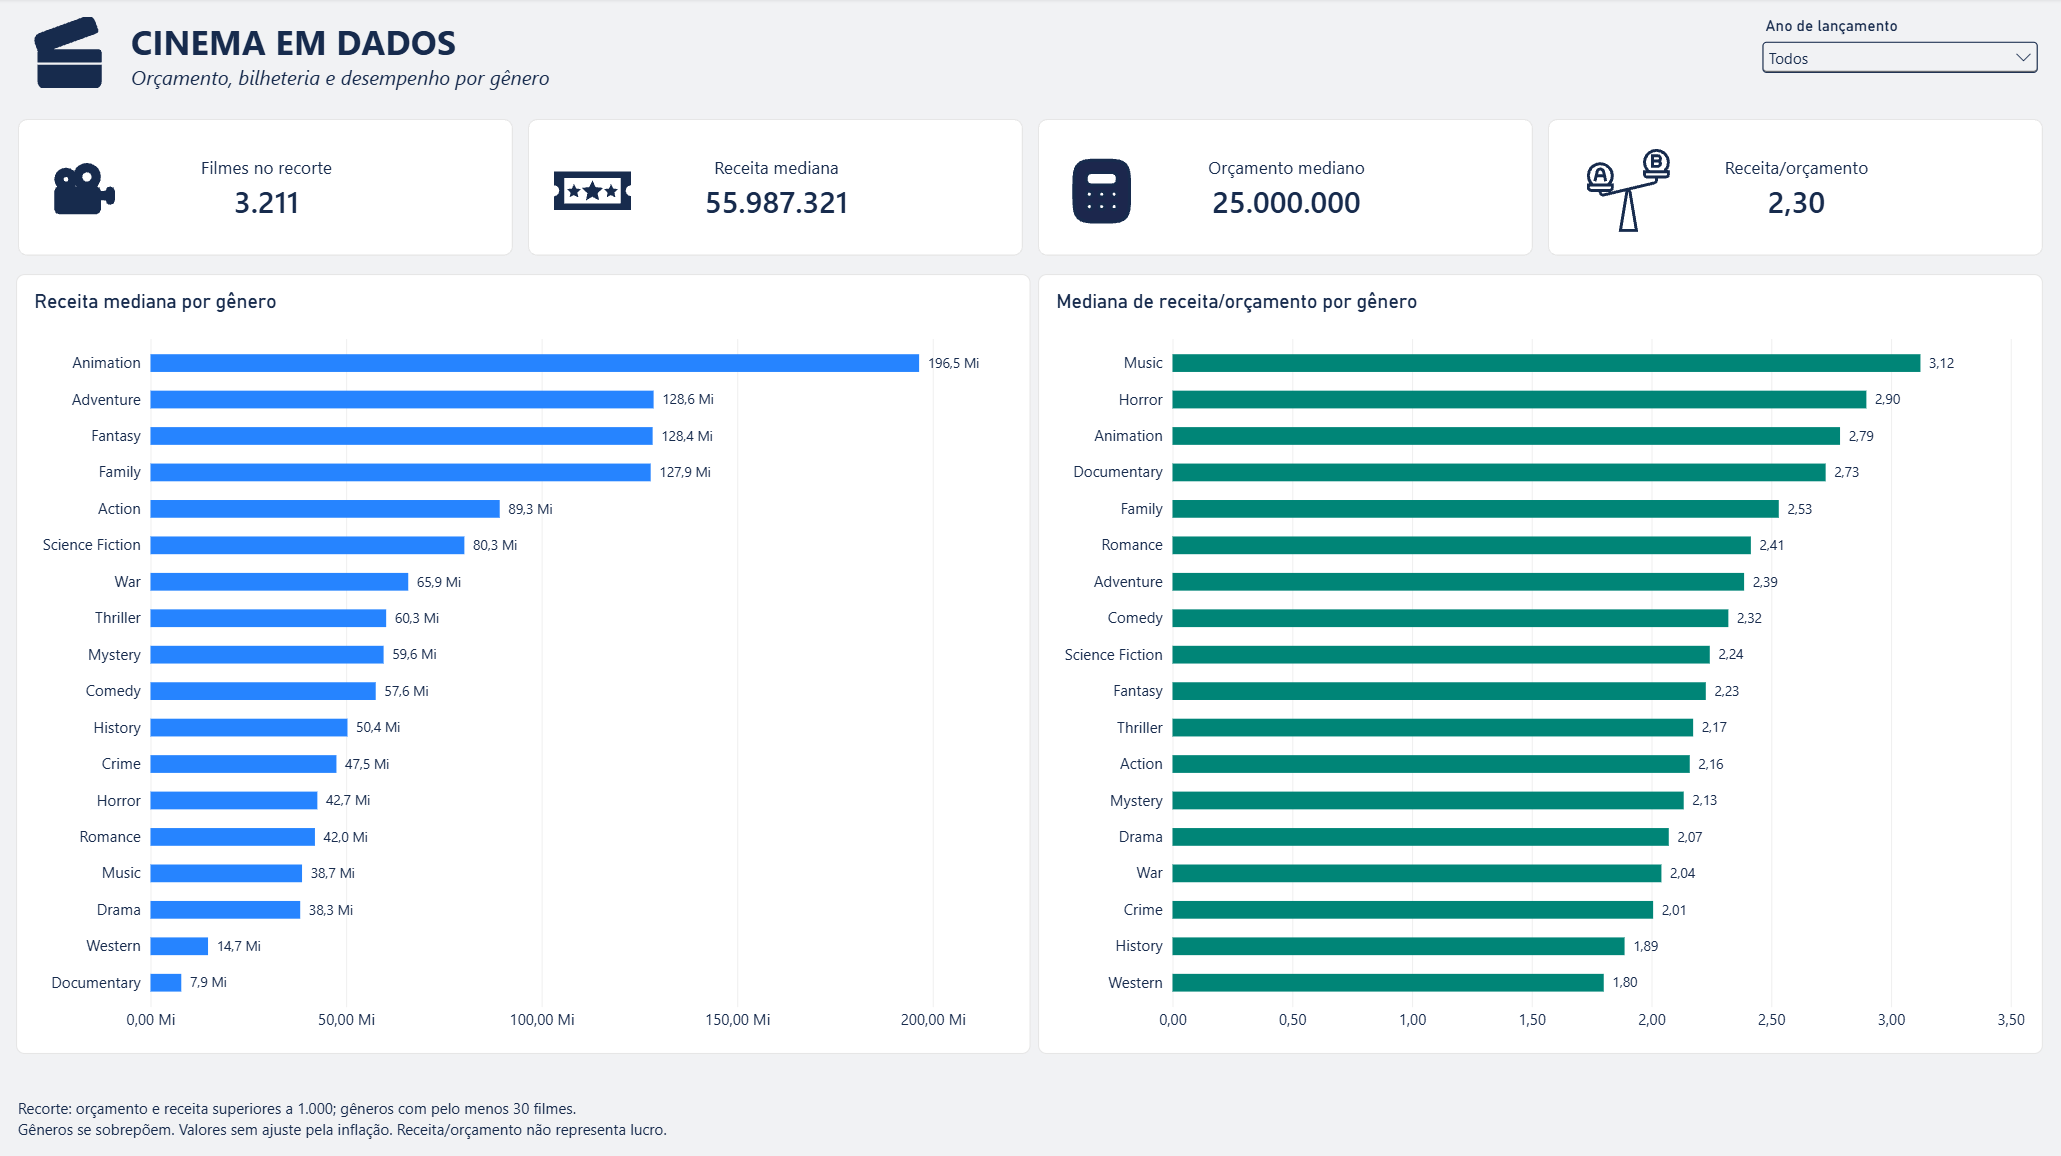 CINEMA EM DADOS
Orçamento, bilheteria e desempenho por gênero
Ano de lançamento
Todos
Filmes no recorte
3.211
Receita mediana
55.987.321
Orçamento mediano
25.000.000
A
B
Receita/orçamento
2,30
Receita mediana por gênero
Animation 196,5 Mi
Adventure 128,6 Mi
Fantasy 128,4 Mi
Family 127,9 Mi
Action 89,3 Mi
Science Fiction 80,3 Mi
War 65,9 Mi
Thriller 60,3 Mi
Mystery 59,6 Mi
Comedy 57,6 Mi
History 50,4 Mi
Crime 47,5 Mi
Horror 42,7 Mi
Romance 42,0 Mi
Music 38,7 Mi
Drama 38,3 Mi
Western 14,7 Mi
Documentary 7,9 Mi
0,00 Mi 50,00 Mi 100,00 Mi 150,00 Mi 200,00 Mi
Mediana de receita/orçamento por gênero
Music 3,12
Horror 2,90
Animation 2,79
Documentary 2,73
Family 2,53
Romance 2,41
Adventure 2,39
Comedy 2,32
Science Fiction 2,24
Fantasy 2,23
Thriller 2,17
Action 2,16
Mystery 2,13
Drama 2,07
War 2,04
Crime 2,01
History 1,89
Western 1,80
0,00 0,50 1,00 1,50 2,00 2,50 3,00 3,50
Recorte: orçamento e receita superiores a 1.000; gêneros com pelo menos 30 filmes.
Gêneros se sobrepõem. Valores sem ajuste pela inflação. Receita/orçamento não representa lucro.